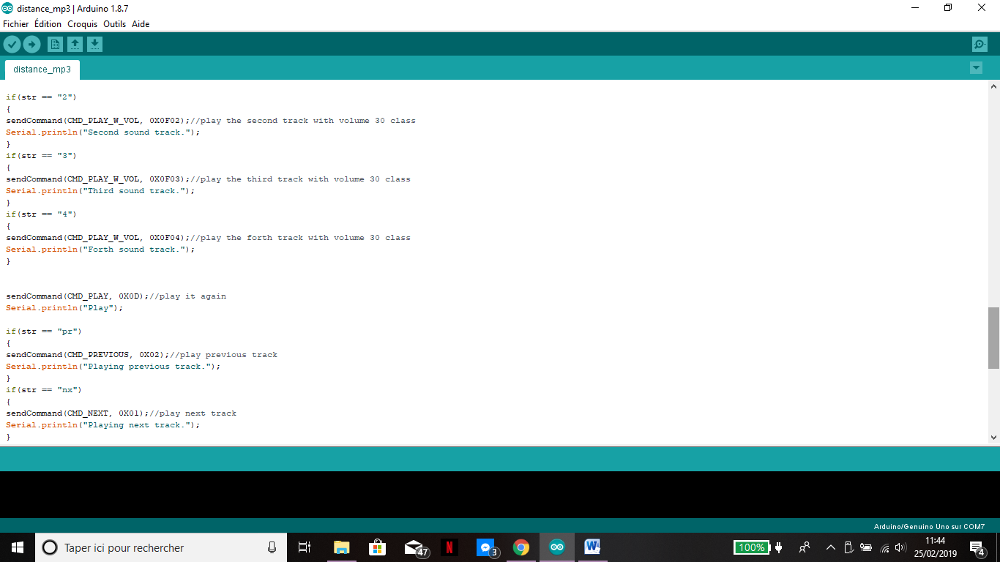 distance_mp3 | Arduino 1.8.7
Fichier Édition Croquis Outils Aide
distance_mp3
if(str == "2")
{
sendCommand(CMD_PLAY_W_VOL, 0X0F02);//play the second track with volume 30 class
Serial.println("Second sound track.");
}
if(str == "3")
{
sendCommand(CMD_PLAY_W_VOL, 0X0F03);//play the third track with volume 30 class
Serial.println("Third sound track.");
}
if(str == "4")
{
sendCommand(CMD_PLAY_W_VOL, 0X0F04);//play the forth track with volume 30 class
Serial.println("Forth sound track.");
}
sendCommand(CMD_PLAY, 0X0D);//play it again
Serial.println("Play");
if(str == "pr")
{
sendCommand(CMD_PREVIOUS, 0X02);//play previous track
Serial.println("Playing previous track.");
}
if(str == "nx")
{
sendCommand(CMD_NEXT, 0X01);//play next track
Serial.println("Playing next track.");
}
Arduino/Genuino Uno sur COM7
Taper ici pour rechercher
47
N
3
W
100%
11:44
25/02/2019
4